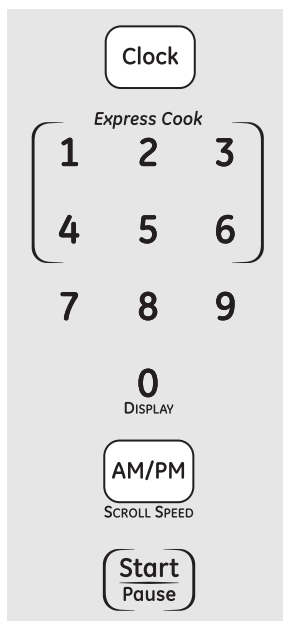 Clock
Express Cook
1 2 3
4 5 6
7 8 9
0
DISPLAY
AM/PM
SCROLL SPEED
Start
Pause